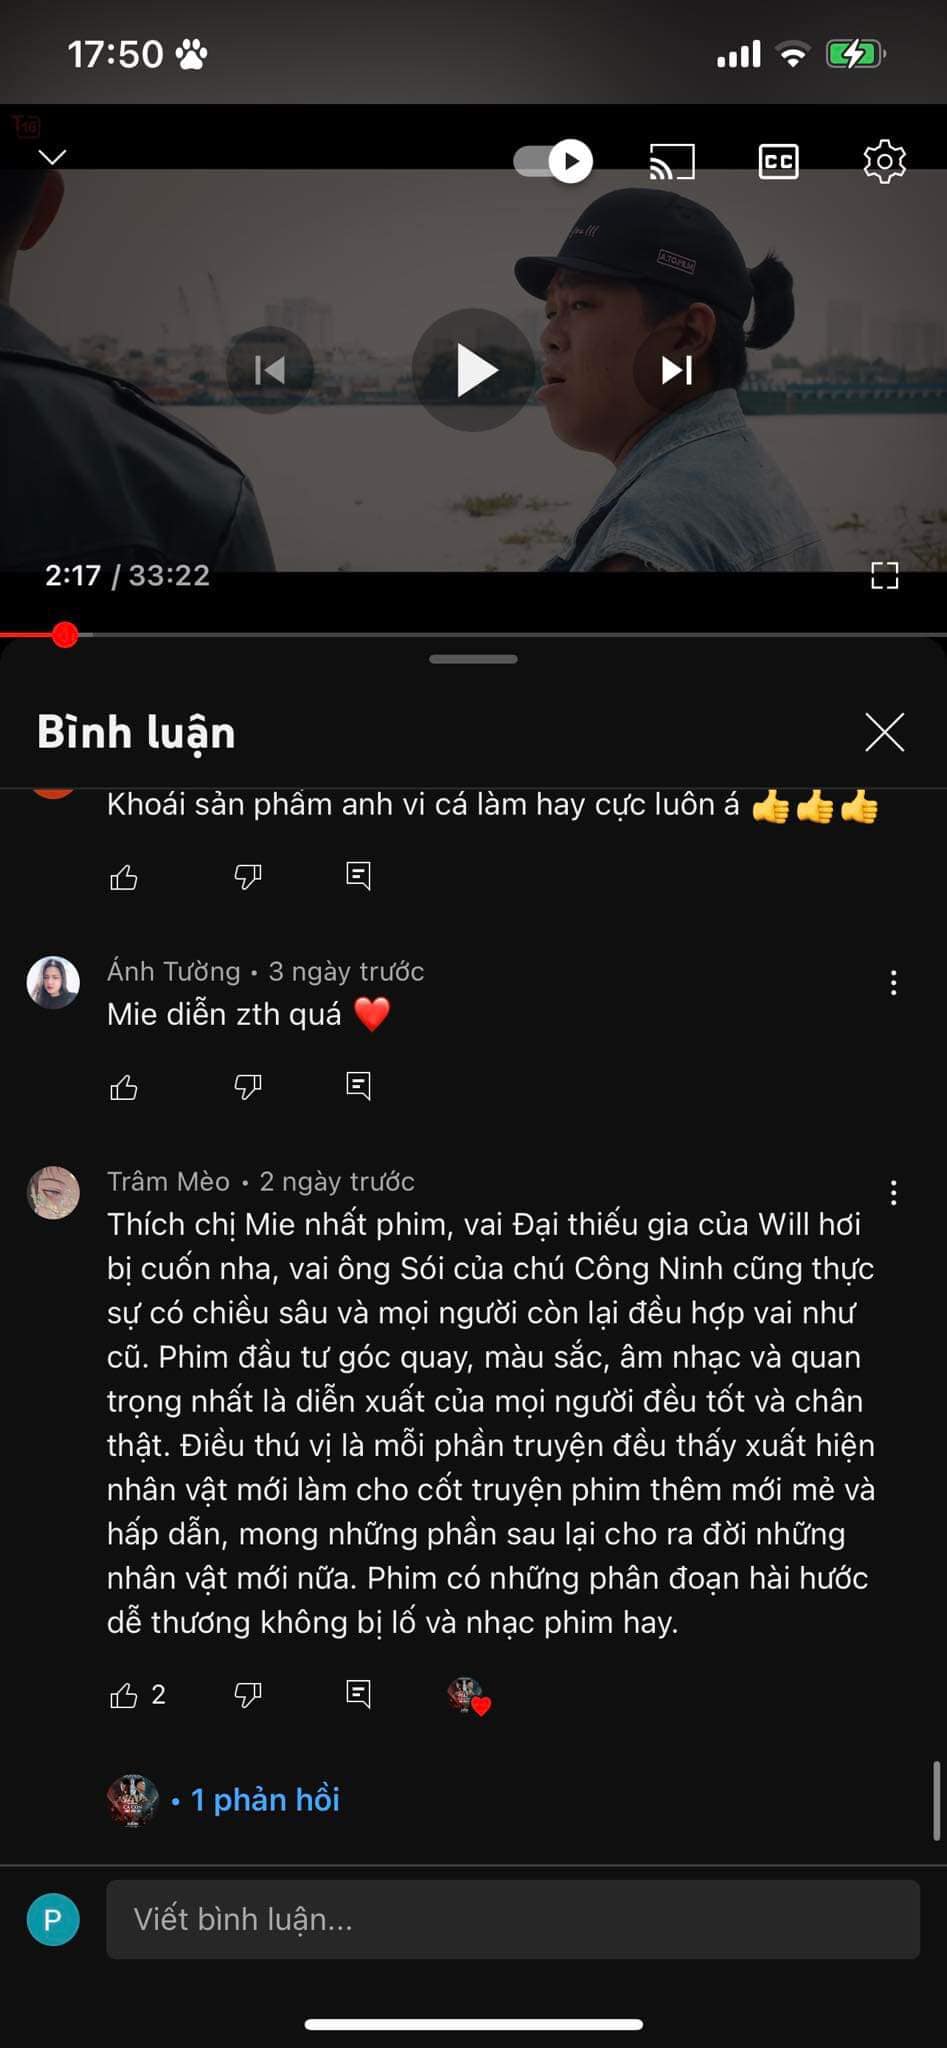 17:50
T16
CC
A.TO.FILM
2:17 / 33:22
Bình luận
Khoái sản phẩm anh vi cá làm hay cực luôn á 👍👍👍
Ánh Tường • 3 ngày trước
Mie diễn zth quá ❤️
Trâm Mèo • 2 ngày trước
Thích chị Mie nhất phim, vai Đại thiếu gia của Will hơi
bị cuốn nha, vai ông Sói của chú Công Ninh cũng thực
sự có chiều sâu và mọi người còn lại đều hợp vai như
cũ. Phim đầu tư góc quay, màu sắc, âm nhạc và quan
trọng nhất là diễn xuất của mọi người đều tốt và chân
thật. Điều thú vị là mỗi phần truyện đều thấy xuất hiện
nhân vật mới làm cho cốt truyện phim thêm mới mẻ và
hấp dẫn, mong những phần sau lại cho ra đời những
nhân vật mới nữa. Phim có những phân đoạn hài hước
dễ thương không bị lố và nhạc phim hay.
2
• 1 phản hồi
P
Viết bình luận...